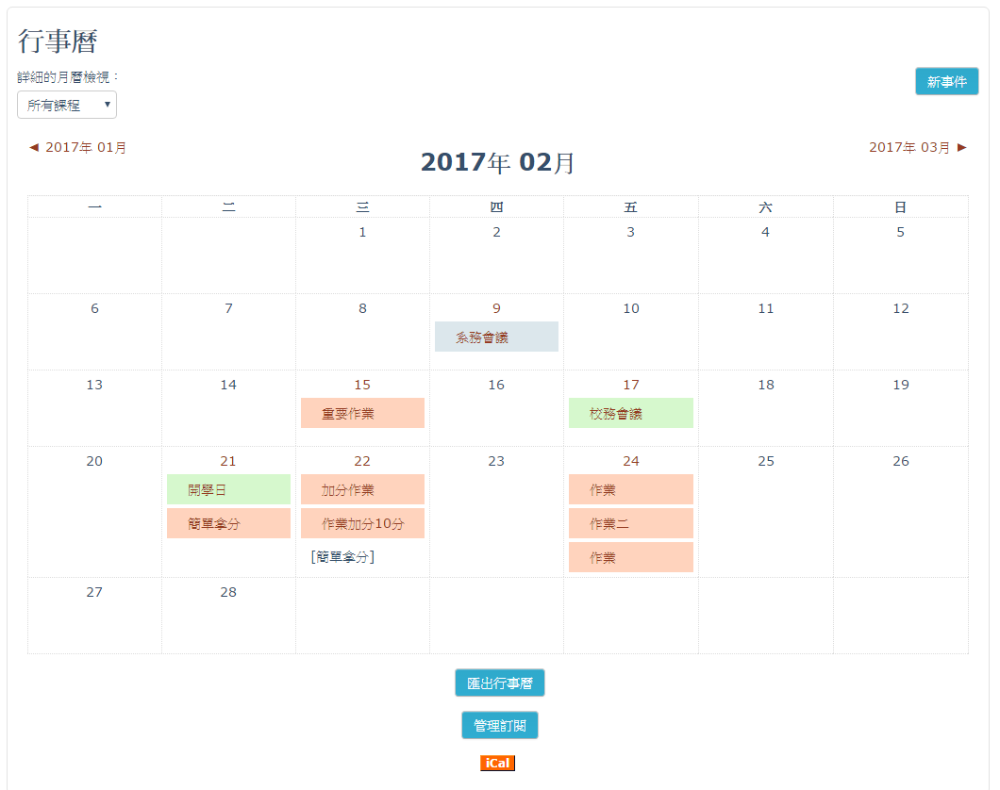 行事曆
詳細的月曆檢視：
新事件
所有課程 ▼
◄ 2017年 01月
2017年 03月 ►
2017年 02月
一 二 三 四 五 六 日
1 2 3 4 5
6 7 8 9 10 11 12
系務會議
13 14 15 16 17 18 19
重要作業 校務會議
20 21 22 23 24 25 26
開學日 加分作業 作業
簡單拿分 作業加分10分 作業二
[簡單拿分] 作業
27 28
匯出行事曆
管理訂閱
iCal